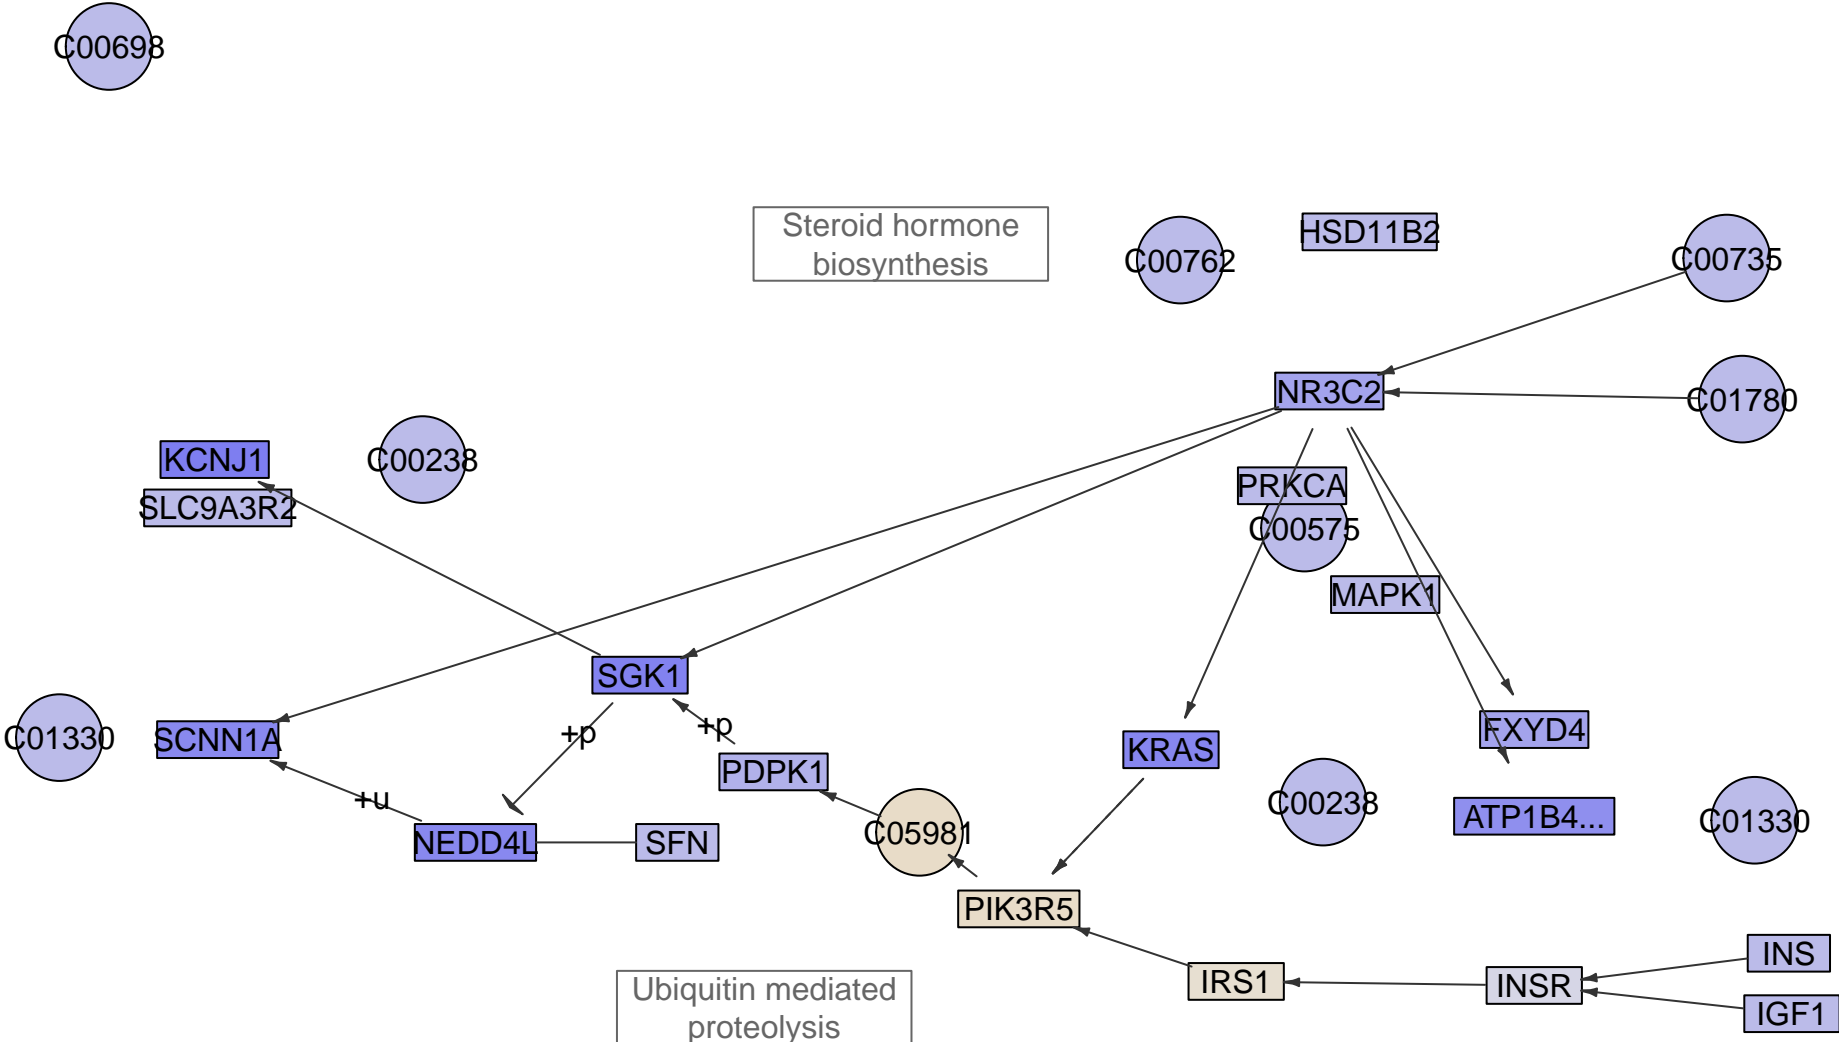 C00698
Steroid hormone
biosynthesis
C00762
HSD11B2
C00735
NR3C2
C01780
KCNJ1
C00238
SLC9A3R2
PRKCA
C00575
MAPK1
SGK1
C01330
SCNN1A
+p
+p
KRAS
FXYD4
PDPK1
+u
C00238
ATP1B4...
C01330
NEDD4L
SFN
C05981
PIK3R5
INS
IRS1
INSR
Ubiquitin mediated
proteolysis
IGF1